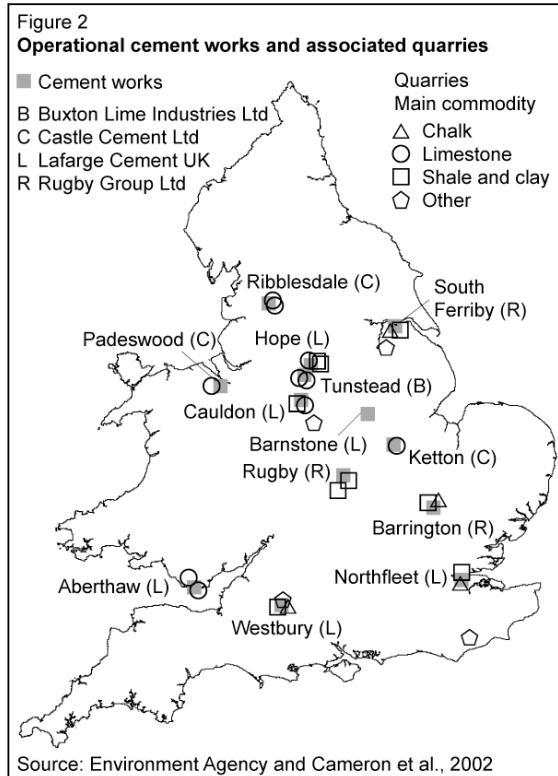 Figure 2
Operational cement works and associated quarries
Cement works
B Buxton Lime Industries Ltd
C Castle Cement Ltd
L Lafarge Cement UK
R Rugby Group Ltd
Quarries
Main commodity
Chalk
Limestone
Shale and clay
Other
Ribblesdale (C)
South
Ferriby (R)
Hope (L)
Padeswood (C)
Tunstead (B)
Cauldon (L)
Barnstone (L)
Ketton (C)
Rugby (R)
Barrington (R)
Northfleet (L)
Aberthaw (L)
Westbury (L)
Source: Environment Agency and Cameron et al., 2002